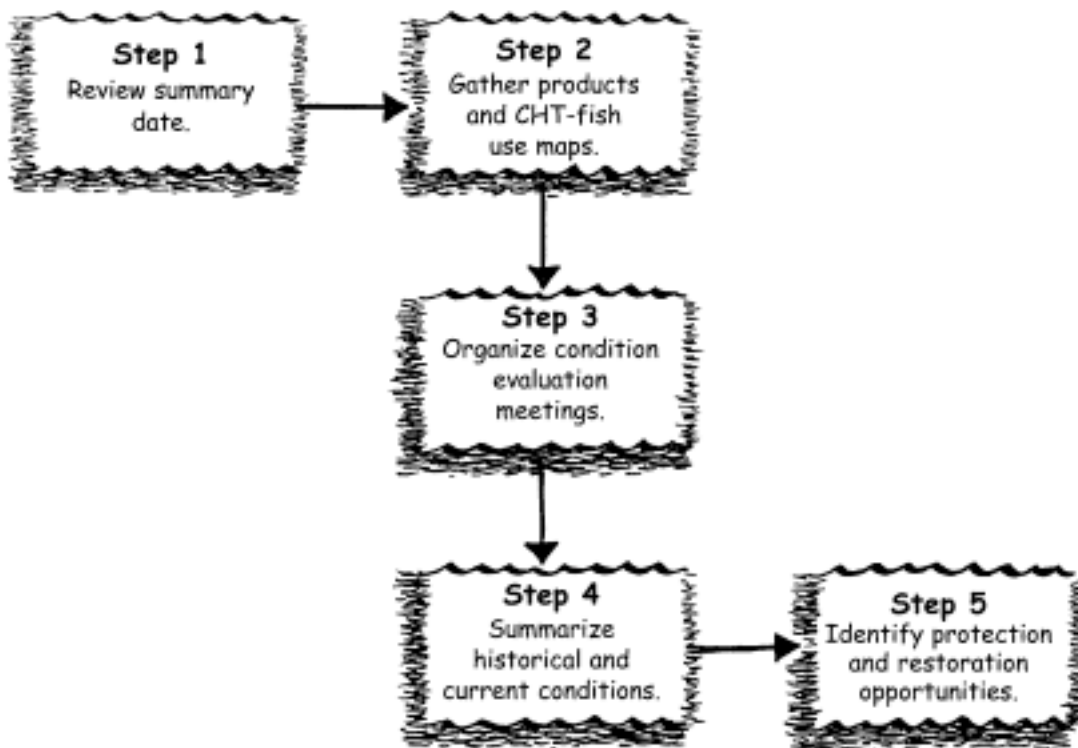 Step 1
Review summary
date.
Step 2
Gather products
and CHT-fish
use maps.
Step 3
Organize condition
evaluation
meetings.
Step 4
Summarize
historical and
current conditions.
Step 5
Identify protection
and restoration
opportunities.